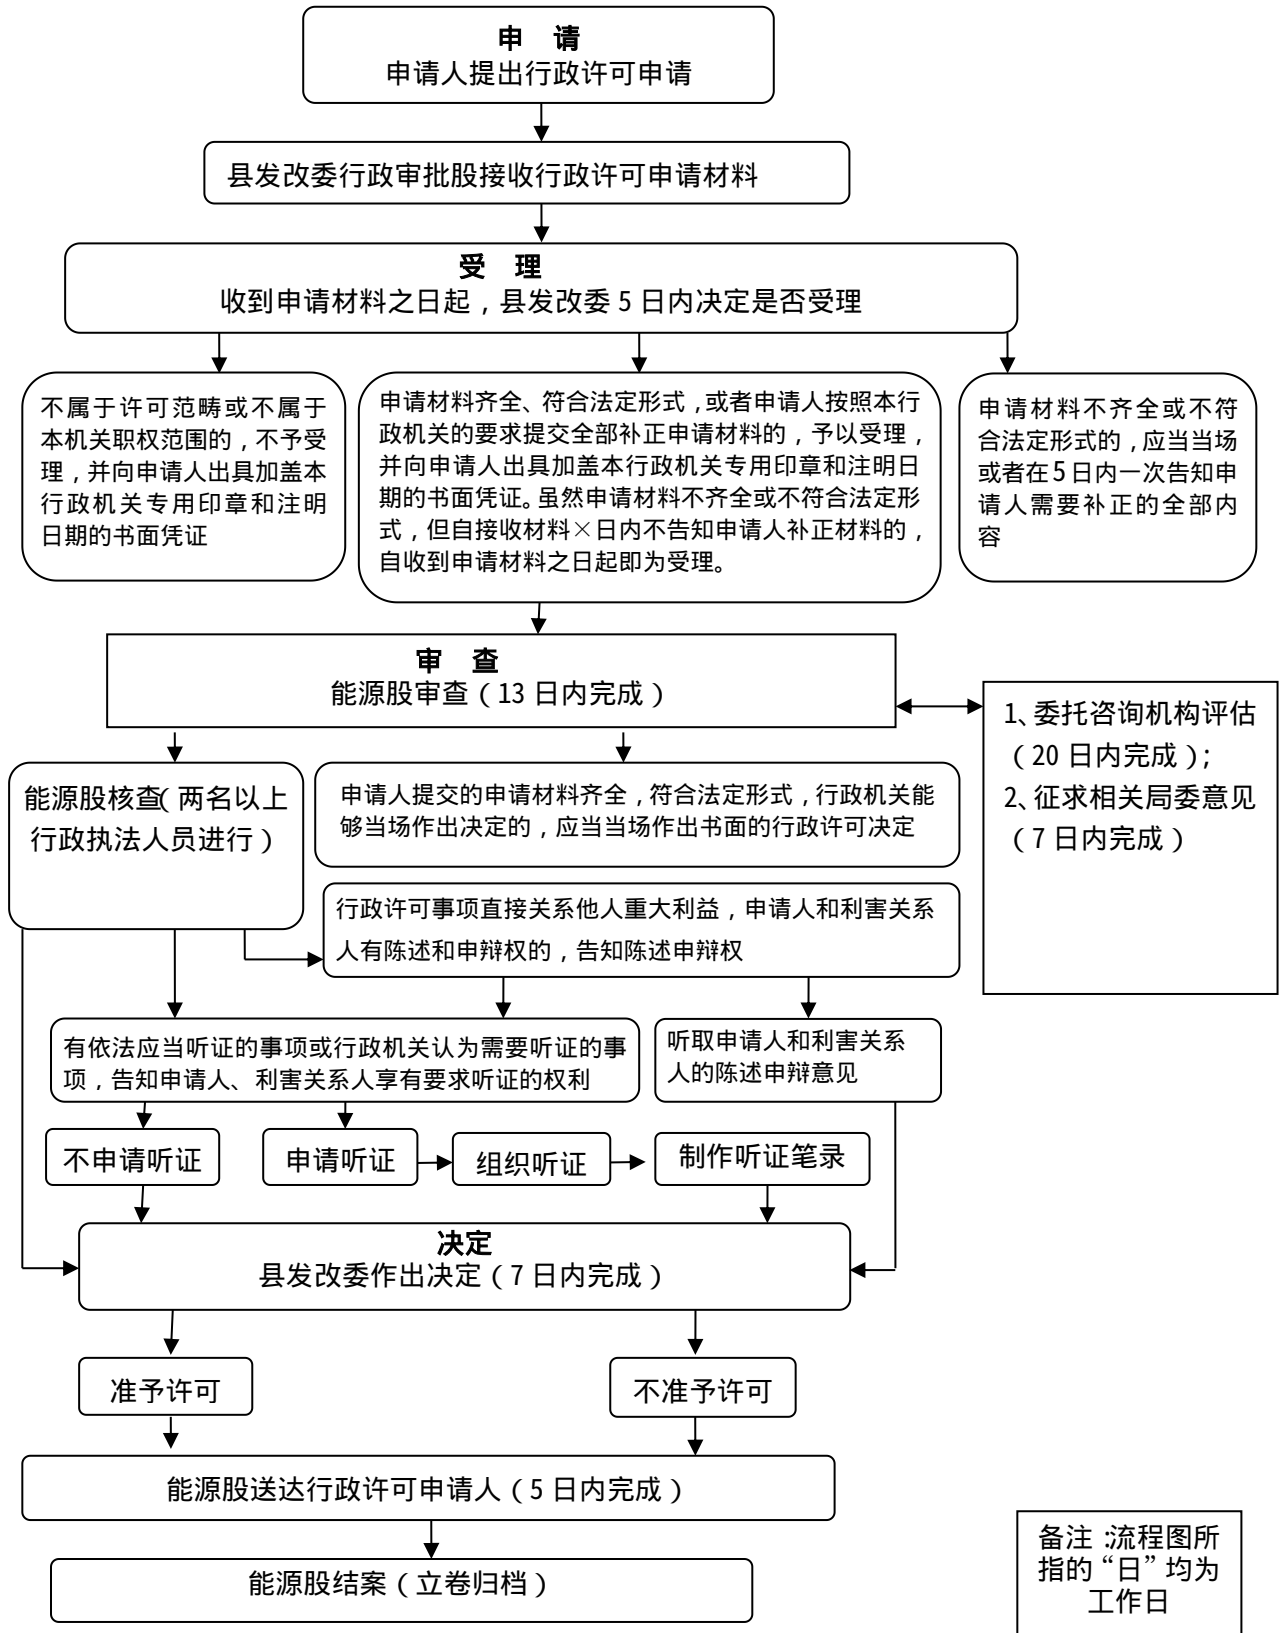 申 请
申请人提出行政许可申请
县发改委行政审批股接收行政许可申请材料
受 理
收到申请材料之日起，县发改委 5 日内决定是否受理
不属于许可范畴或不属于
本机关职权范围的，不予受
理，并向申请人出具加盖本
行政机关专用印章和注明
日期的书面凭证
申请材料齐全、符合法定形式，或者申请人按照本行
政机关的要求提交全部补正申请材料的，予以受理，
并向申请人出具加盖本行政机关专用印章和注明日
期的书面凭证。虽然申请材料不齐全或不符合法定形
式，但自接收材料×日内不告知申请人补正材料的，
自收到申请材料之日起即为受理。
申请材料不齐全或不符
合法定形式的，应当当场
或者在5日内一次告知申
请人需要补正的全部内
容
审 查
能源股审查（13 日内完成）
1、委托咨询机构评估
（20 日内完成）；
2、征求相关局委意见
（7 日内完成）
能源股核查（两名以上
行政执法人员进行）
申请人提交的申请材料齐全，符合法定形式，行政机关能
够当场作出决定的，应当当场作出书面的行政许可决定
行政许可事项直接关系他人重大利益，申请人和利害关系
人有陈述和申辩权的，告知陈述申辩权
有依法应当听证的事项或行政机关认为需要听证的事
项，告知申请人、利害关系人享有要求听证的权利
听取申请人和利害关系
人的陈述申辩意见
不申请听证
申请听证
组织听证
制作听证笔录
决定
县发改委作出决定（7 日内完成）
准予许可
不准予许可
能源股送达行政许可申请人（5 日内完成）
能源股结案（立卷归档）
备注：流程图所
指的“日”均为
工作日